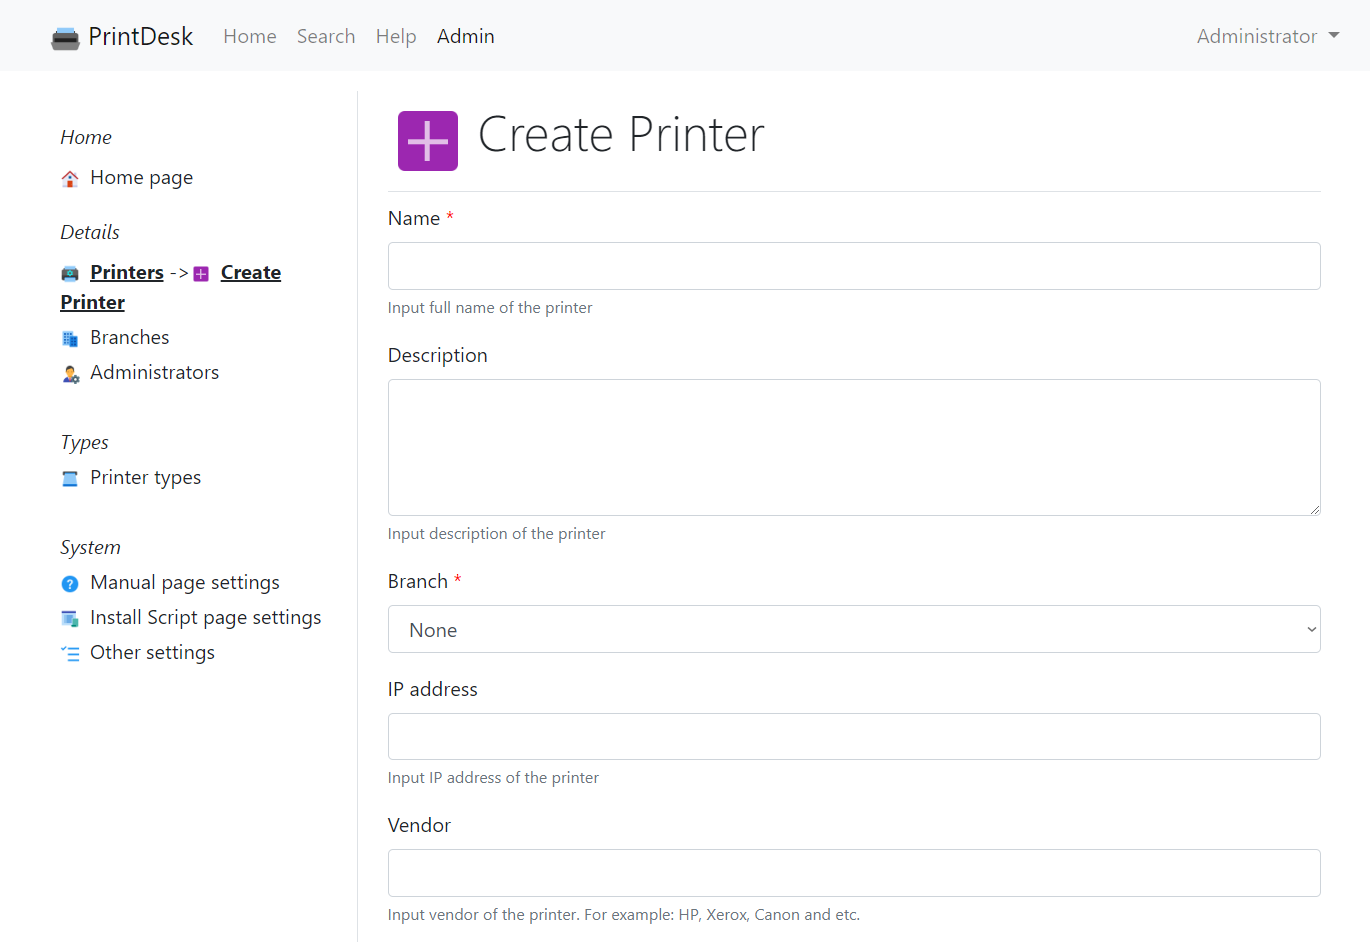 PrintDesk Home Search Help Admin Administrator
Home
Home page
Details
Printers -> Create
Printer
Branches
Administrators
Types
Printer types
System
Manual page settings
Install Script page settings
Other settings
Create Printer
Name *
Input full name of the printer
Description
Input description of the printer
Branch *
None
IP address
Input IP address of the printer
Vendor
Input vendor of the printer. For example: HP, Xerox, Canon and etc.